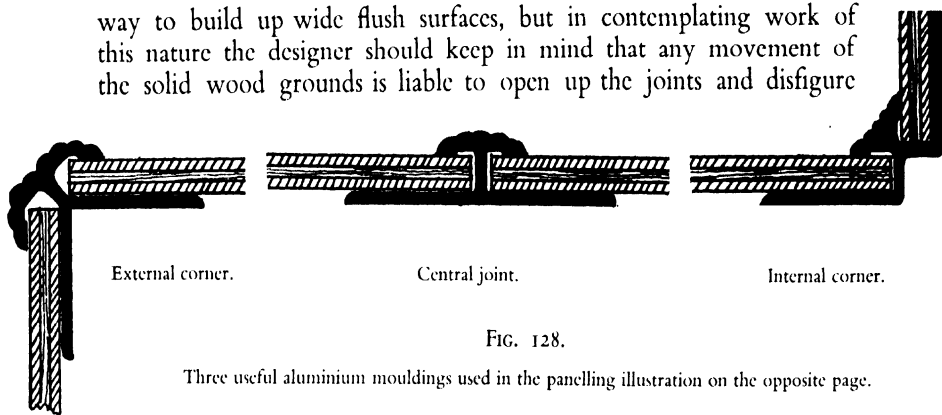 way to build up wide flush surfaces, but in contemplating work of
this nature the designer should keep in mind that any movement of
the solid wood grounds is liable to open up the joints and disfigure
External corner.
Central joint.
Internal corner.
Fig. 128.
Three useful aluminium mouldings used in the panelling illustration on the opposite page.